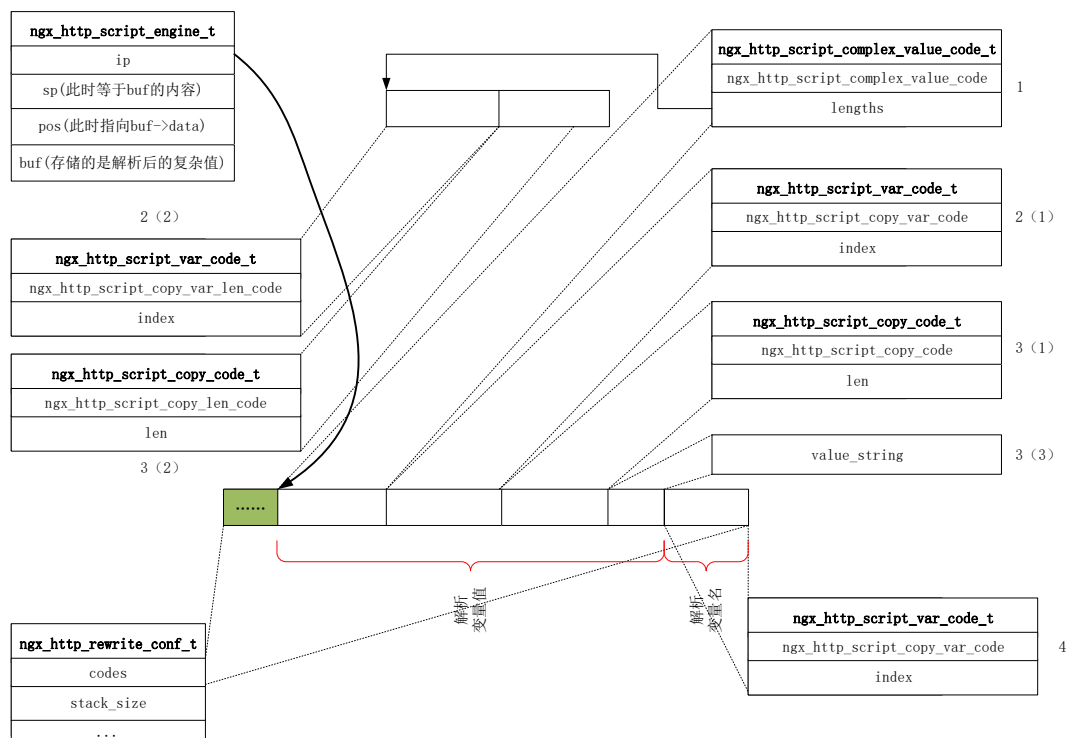 ngx_http_script_engine_t
ip
sp(此时等于buf的内容)
pos(此时指向buf->data)
buf(存储的是解析后的复杂值)
ngx_http_script_complex_value_code_t
ngx_http_script_complex_value_code
lengths
1
ngx_http_script_var_code_t
ngx_http_script_copy_var_code
index
2（1）
2（2）
ngx_http_script_var_code_t
ngx_http_script_copy_var_len_code
index
ngx_http_script_copy_code_t
ngx_http_script_copy_code
len
3（1）
ngx_http_script_copy_code_t
ngx_http_script_copy_len_code
len
3（2）
value_string
3（3）
......
解析
变量值
解析
变量名
ngx_http_rewrite_conf_t
codes
stack_size
...
ngx_http_script_var_code_t
ngx_http_script_copy_var_code
index
4